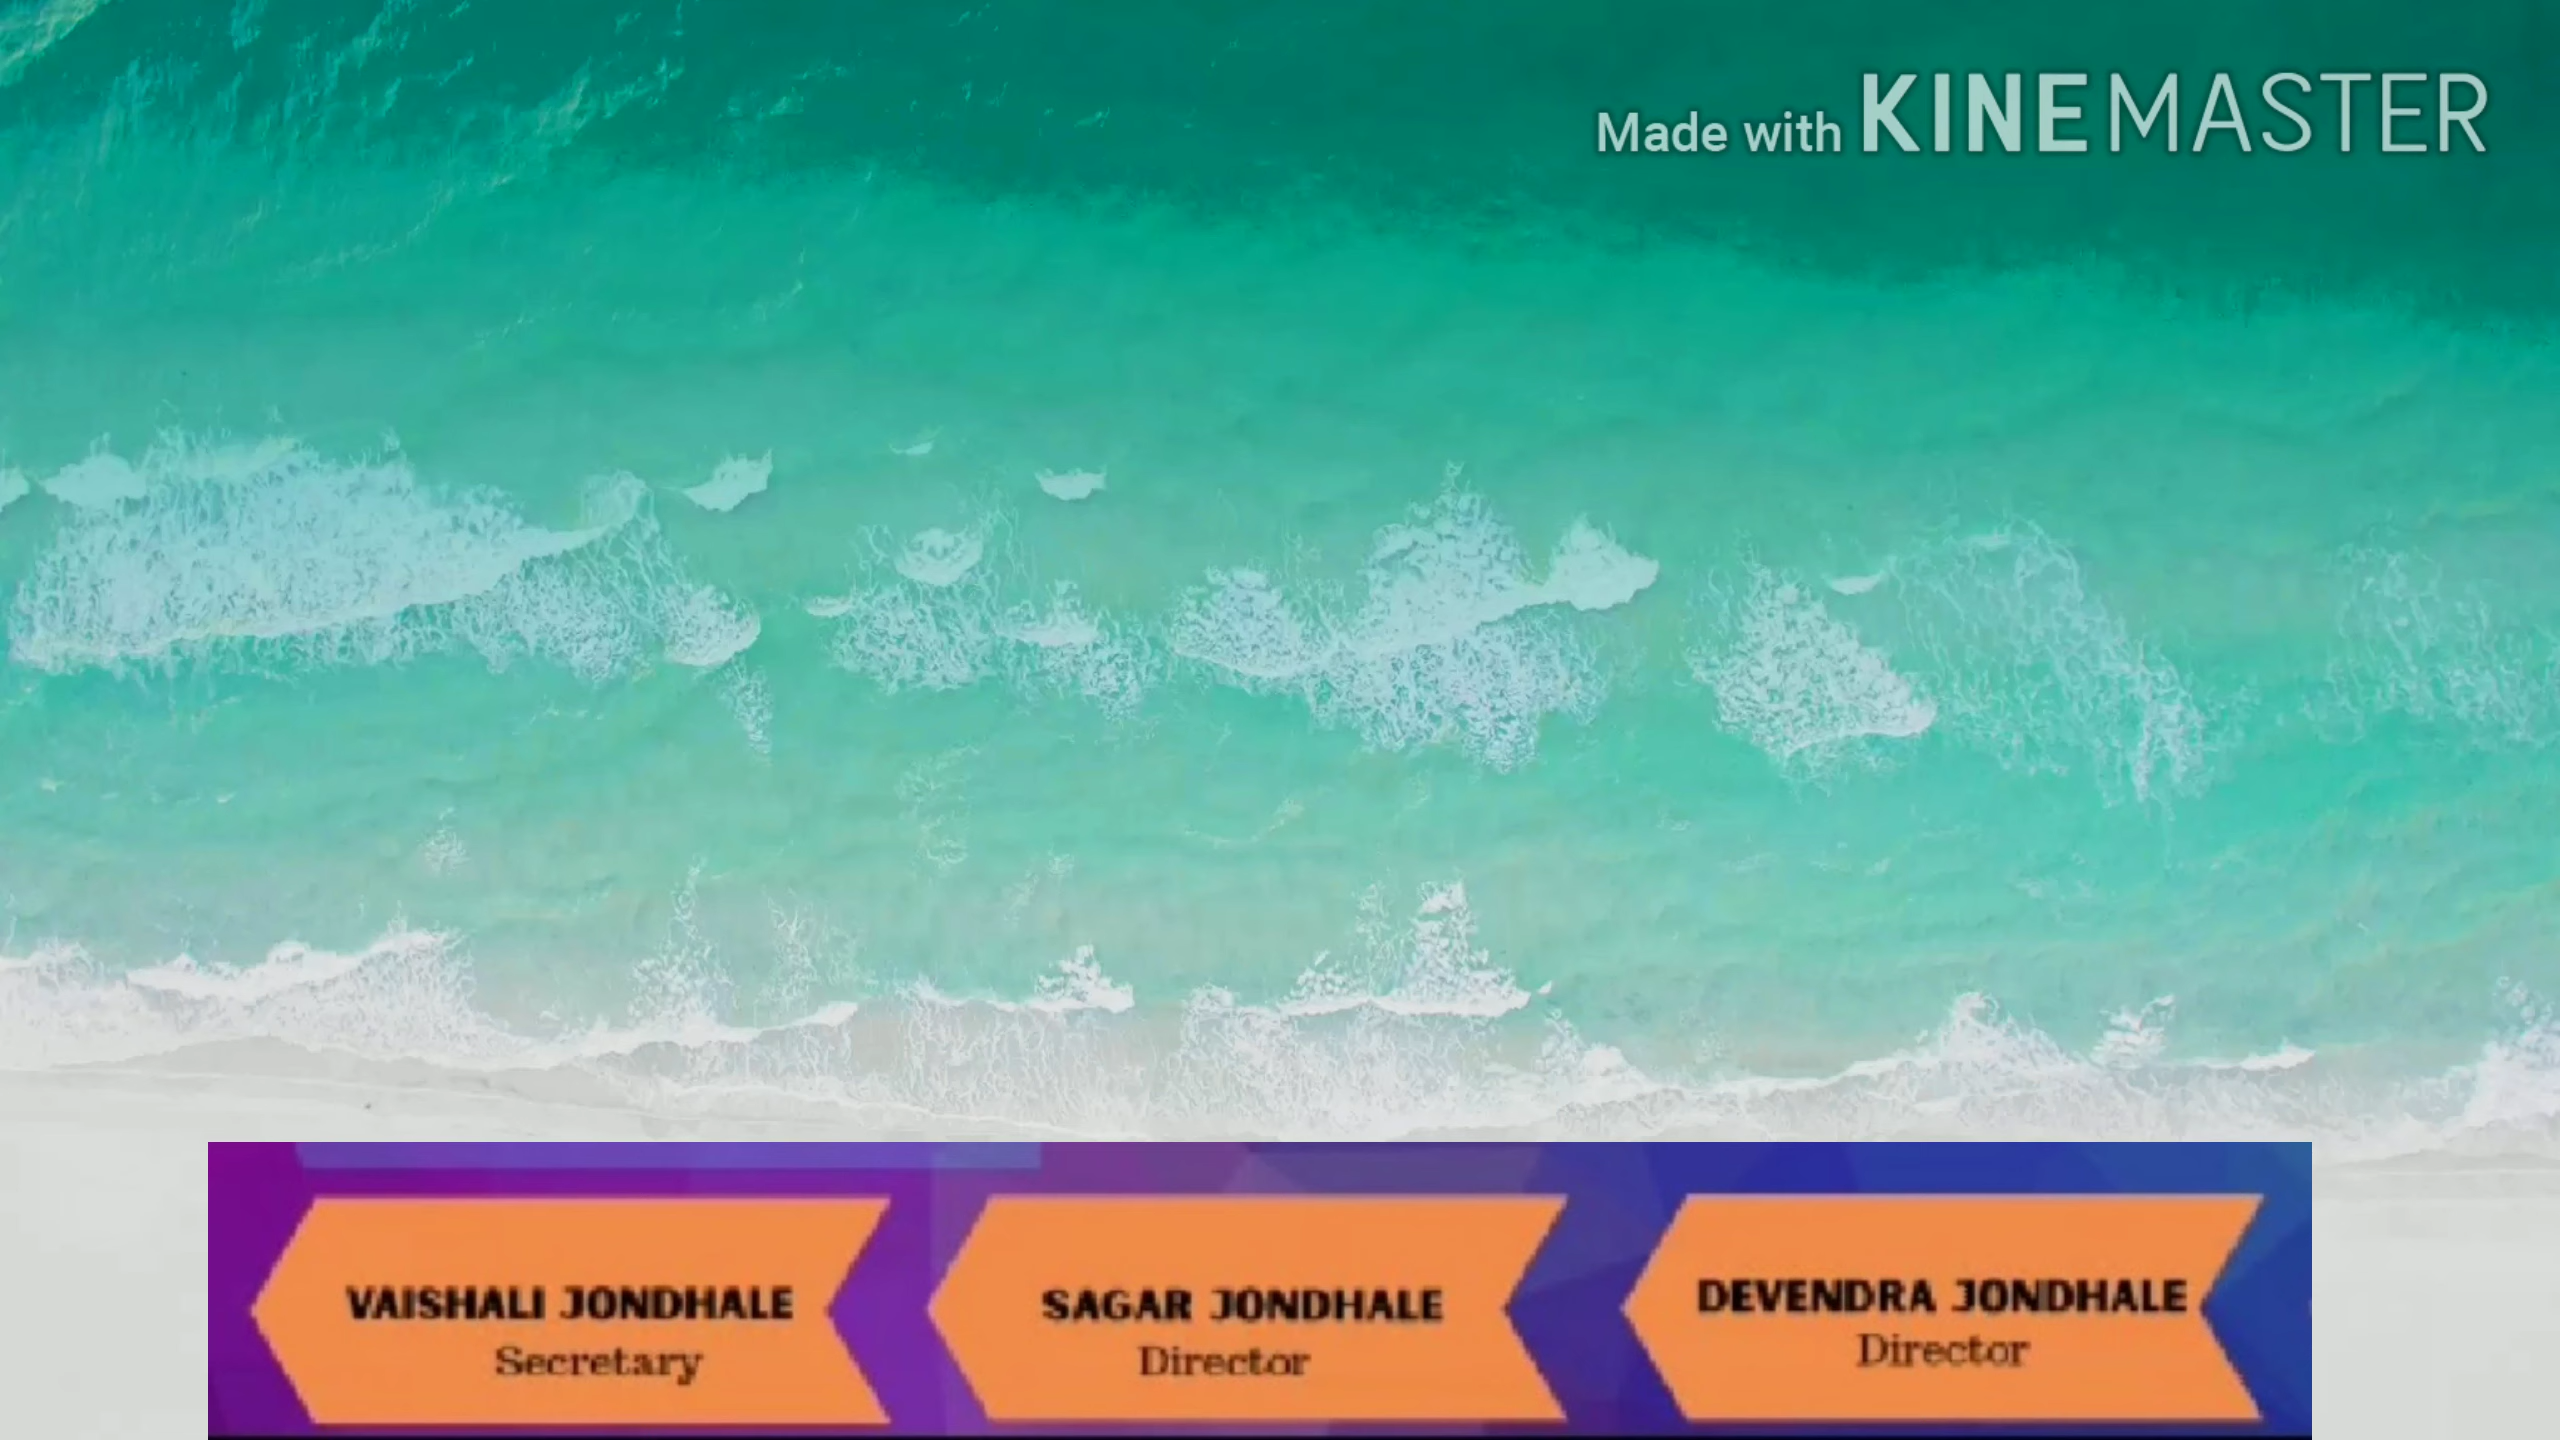 Made with KINEMASTER
VAISHALI JONDHALE
Secretary
SAGAR JONDHALE
Director
DEVENDRA JONDHALE
Director